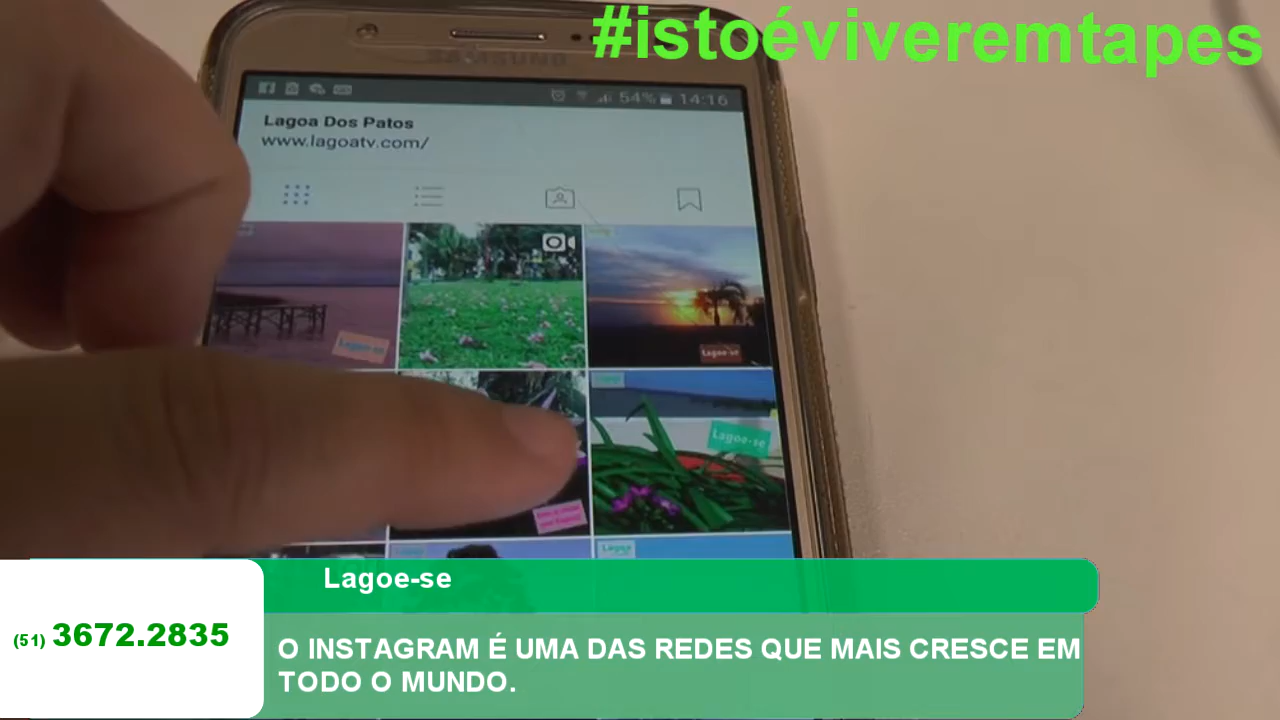 #istoéviveremtapes
SAMSUNG
54% 14:16
Lagoa Dos Patos
www.lagoatv.com/
Lagoe-se
Lagoe-se
Lagoe-se
Lagoe-se
(51) 3672.2835
O INSTAGRAM É UMA DAS REDES QUE MAIS CRESCE EM
TODO O MUNDO.